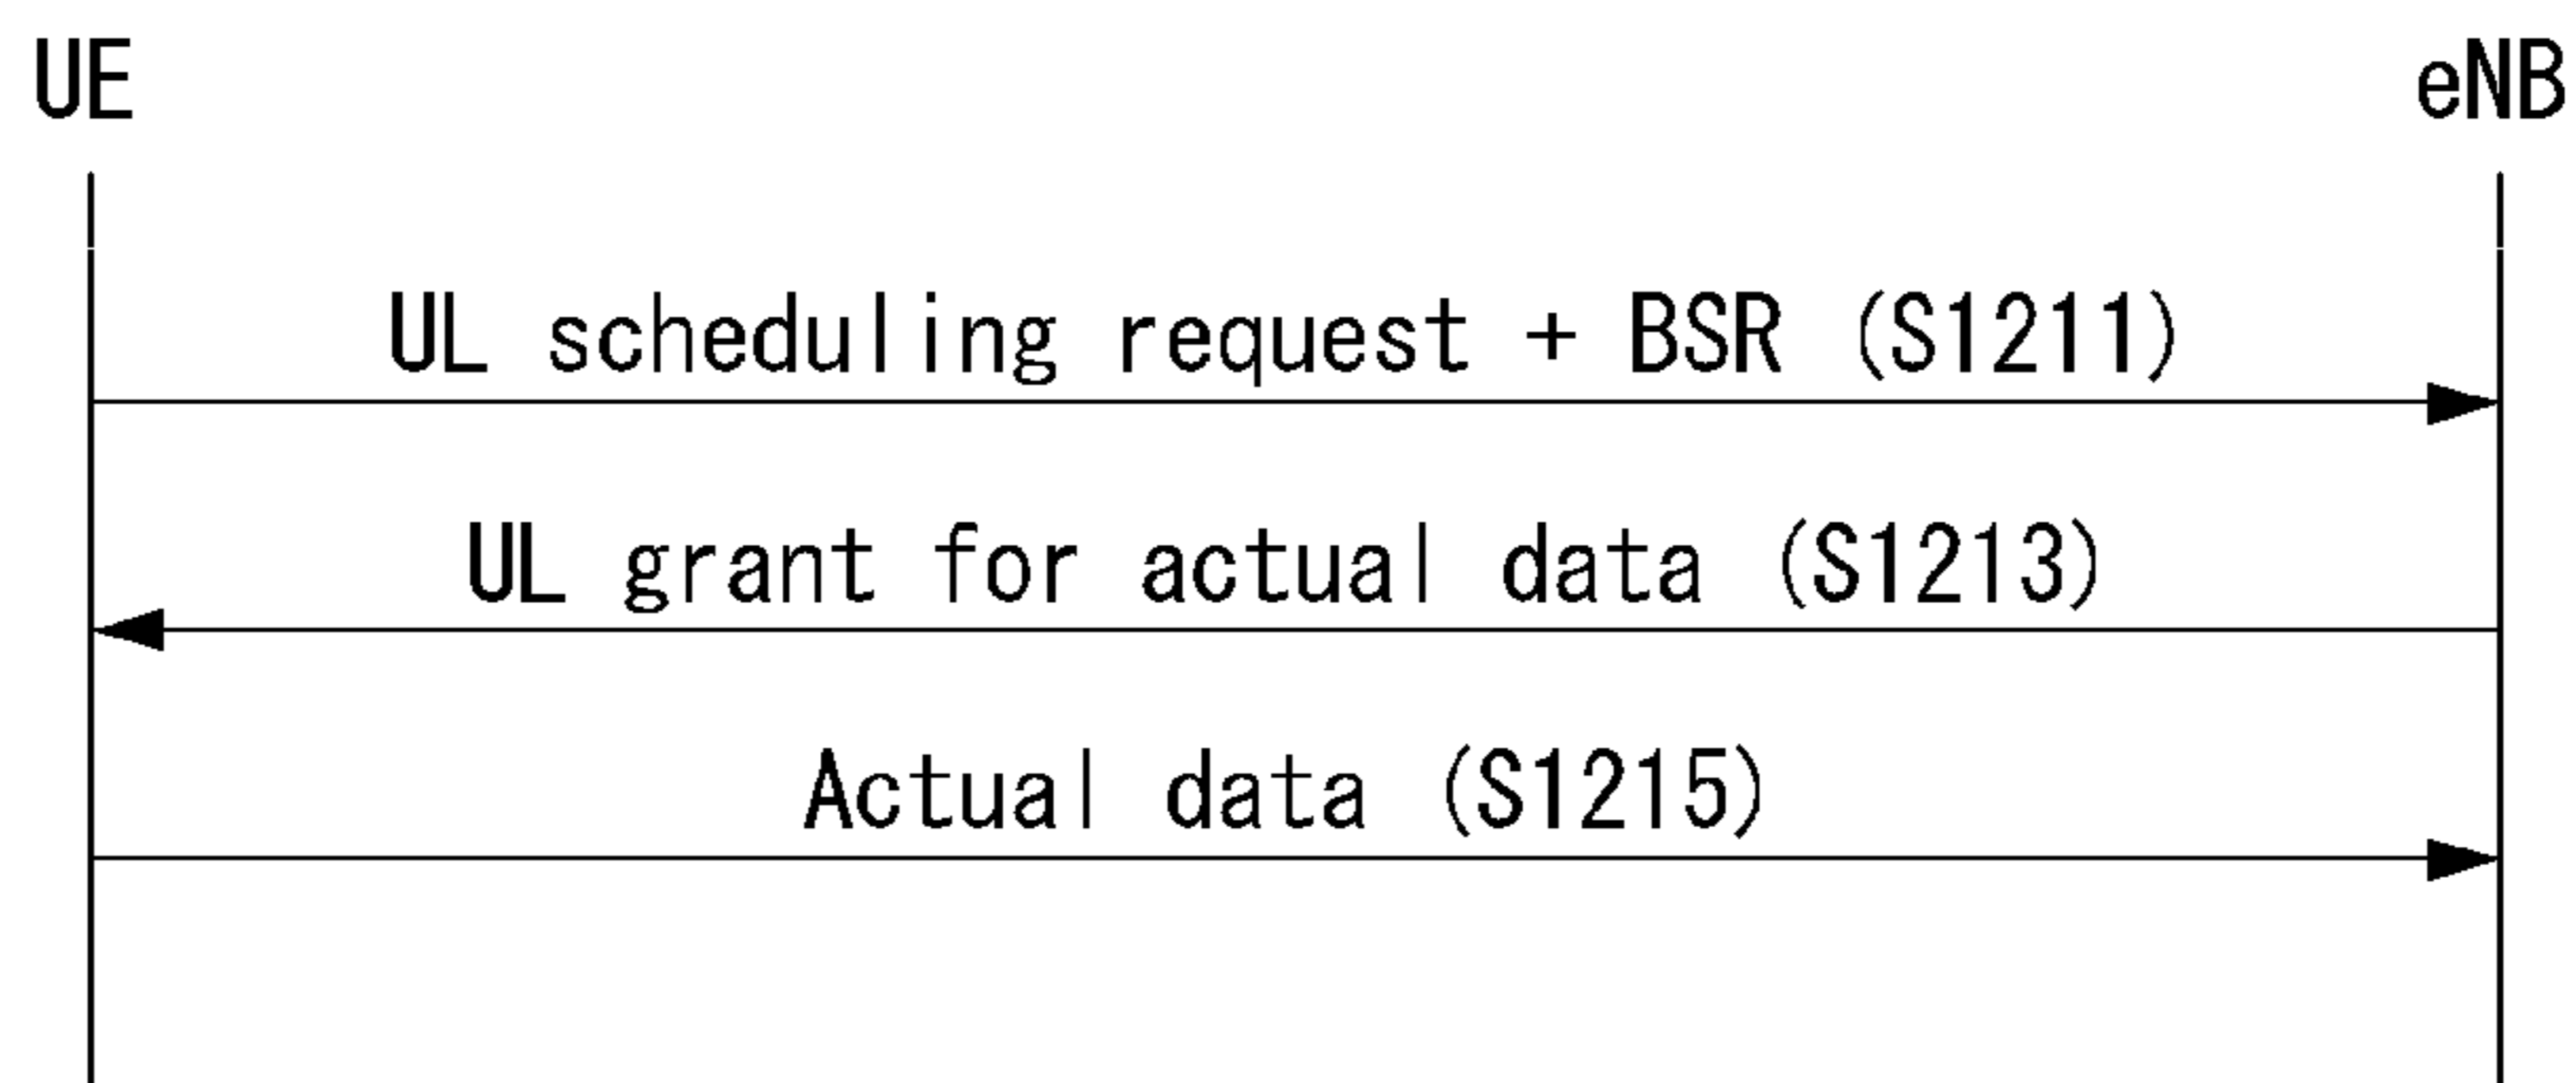 UE eNB
UL scheduling request + BSR (S1211)
UL grant for actual data (S1213)
Actual data (S1215)